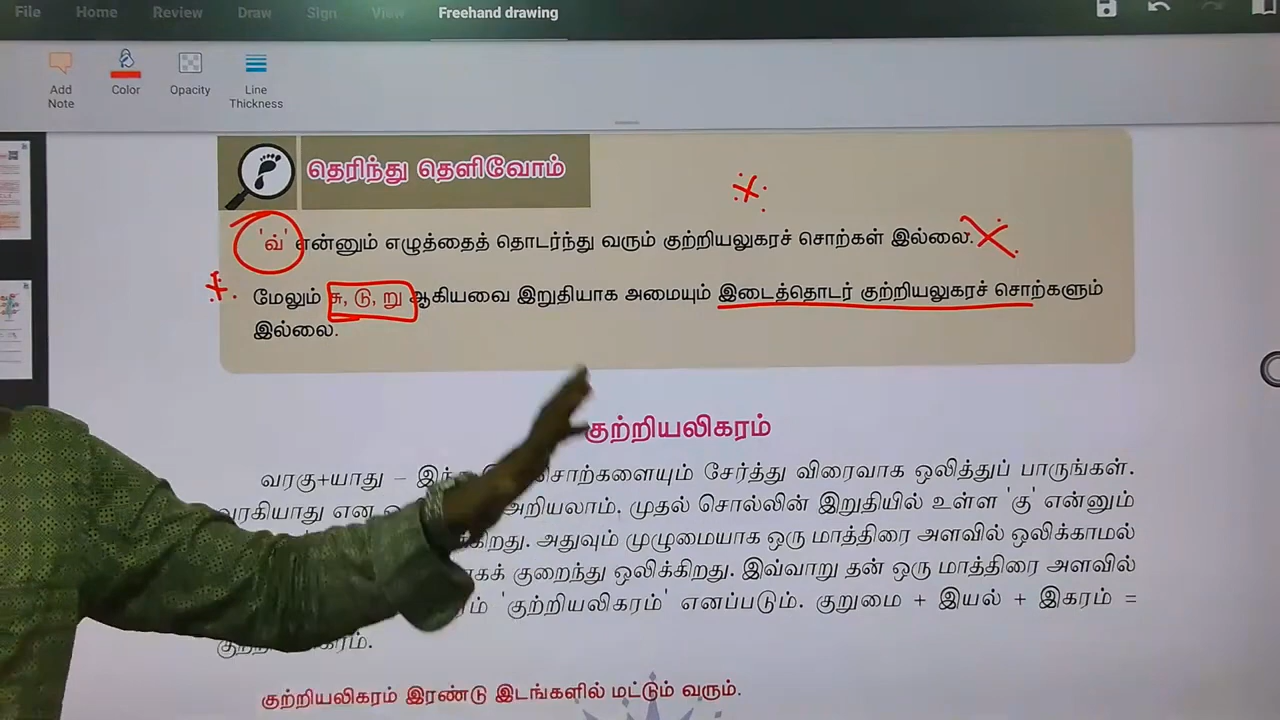 File Home Review Draw Sign View Freehand drawing
Add Note
Color
Opacity
Line Thickness
தெரிந்து தெளிவோம்
'வ்' என்னும் எழுத்தைத் தொடர்ந்து வரும் குற்றியலுகரச் சொற்கள் இல்லை.
மேலும் சு, டு, று ஆகியவை இறுதியாக அமையும் இடைத்தொடர் குற்றியலுகரச் சொற்களும்
இல்லை.
குற்றியலிகரம்
வரகு+யாது – சேர்த்து விரைவாக ஒலித்துப் பாருங்கள்.
வரகியாது என அறியலாம். முதல் சொல்லின் இறுதியில் உள்ள 'கு' என்னும்
அதுவும் முழுமையாக ஒரு மாத்திரை அளவில் ஒலிக்காமல்
குறைந்து ஒலிக்கிறது. இவ்வாறு தன் ஒரு மாத்திரை அளவில்
'குற்றியலிகரம்' எனப்படும். குறுமை + இயல் + இகரம் =
குற்றியலிகரம் இரண்டு இடங்களில் மட்டும் வரும்.